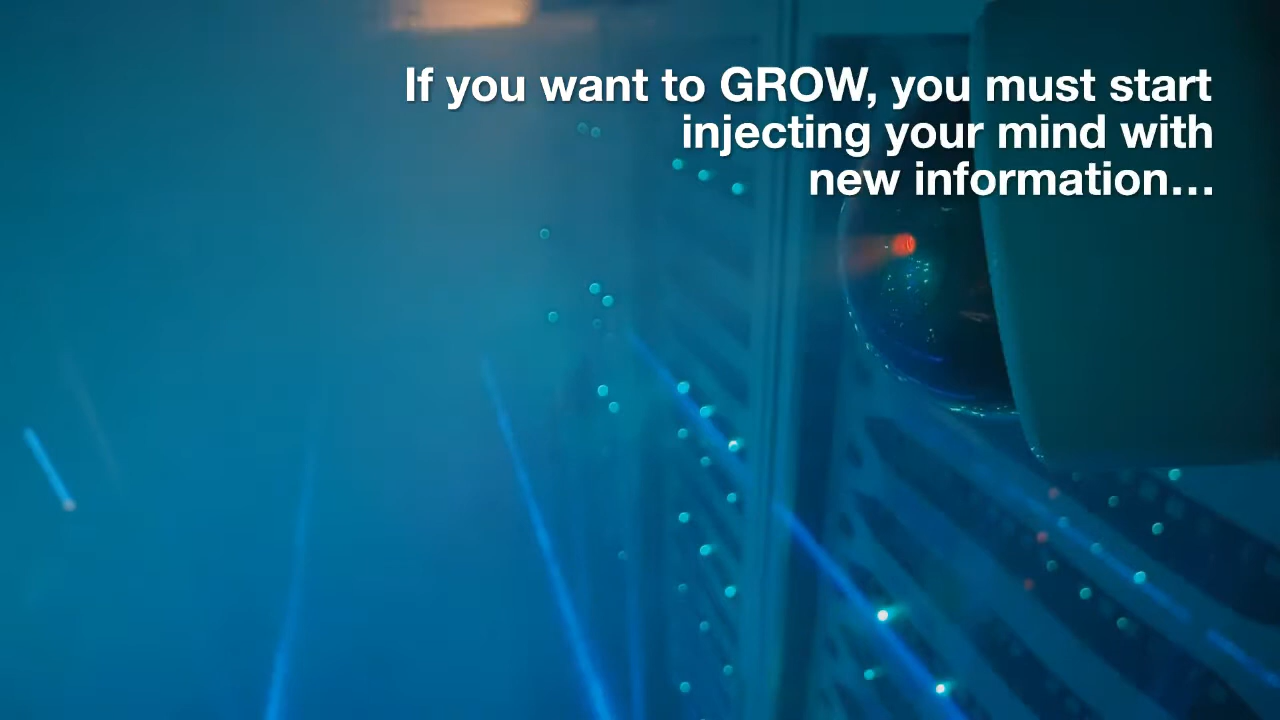 If you want to GROW, you must start
injecting your mind with
new information…